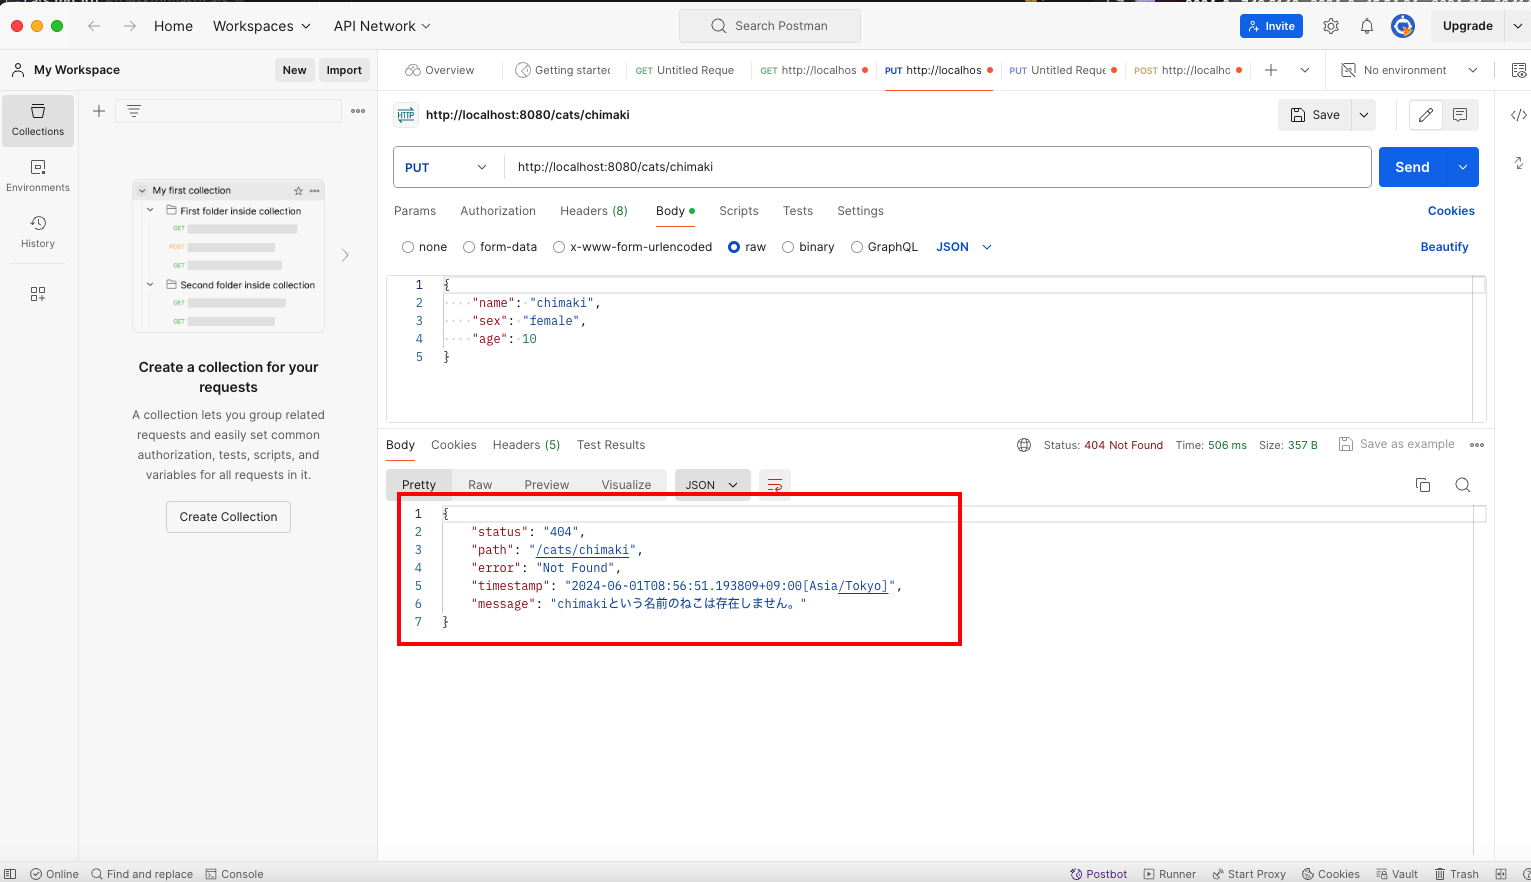 Home
Workspaces
API Network
Search Postman
Invite
Upgrade
My Workspace
New
Import
Overview
Getting started
GET Untitled Reque
GET http://localhos
PUT http://localhos
PUT Untitled Reque
POST http://localho
No environment
Collections
Environments
History
My first collection
First folder inside collection
GET
POST
GET
Second folder inside collection
GET
GET
Create a collection for your
requests
A collection lets you group related
requests and easily set common
authorization, tests, scripts, and
variables for all requests in it.
Create Collection
HTTP http://localhost:8080/cats/chimaki
Save
PUT http://localhost:8080/cats/chimaki
Send
Params Authorization Headers (8) Body Scripts Tests Settings
Cookies
none form-data x-www-form-urlencoded raw binary GraphQL JSON
Beautify
1 {
2 "name": "chimaki",
3 "sex": "female",
4 "age": 10
5 }
Body Cookies Headers (5) Test Results
Status: 404 Not Found Time: 506 ms Size: 357 B
Save as example
Pretty Raw Preview Visualize JSON
1 {
2 "status": "404",
3 "path": "/cats/chimaki",
4 "error": "Not Found",
5 "timestamp": "2024-06-01T08:56:51.193809+09:00[Asia/Tokyo]",
6 "message": "chimakiという名前のねこは存在しません。"
7 }
Online Find and replace Console
Postbot Runner Start Proxy Cookies Vault Trash